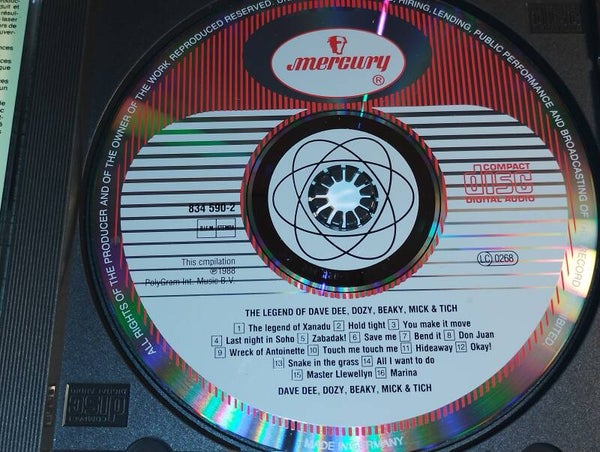 mercury
®
ALL RIGHTS OF THE PRODUCER AND OF THE OWNER OF THE WORK REPRODUCED RESERVED.
HIRING, LENDING, PUBLIC PERFORMANCE AND BROADCASTING OF
RECORD
BITED
834 590-2
COMPACT
disc
DIGITAL AUDIO
STEMRA
LC 0268
This cmpilation
℗1988
PolyGram Int. Music B.V.
THE LEGEND OF DAVE DEE, DOZY, BEAKY, MICK & TICH
1 The legend of Xanadu 2 Hold tight 3 You make it move
4 Last night in Soho 5 Zabadak! 6 Save me 7 Bend it 8 Don Juan
9 Wreck of Antoinette 10 Touch me touch me 11 Hideaway 12 Okay!
13 Snake in the grass 14 All I want to do
15 Master Llewellyn 16 Marina
DAVE DEE, DOZY, BEAKY, MICK & TICH
MADE IN GERMANY